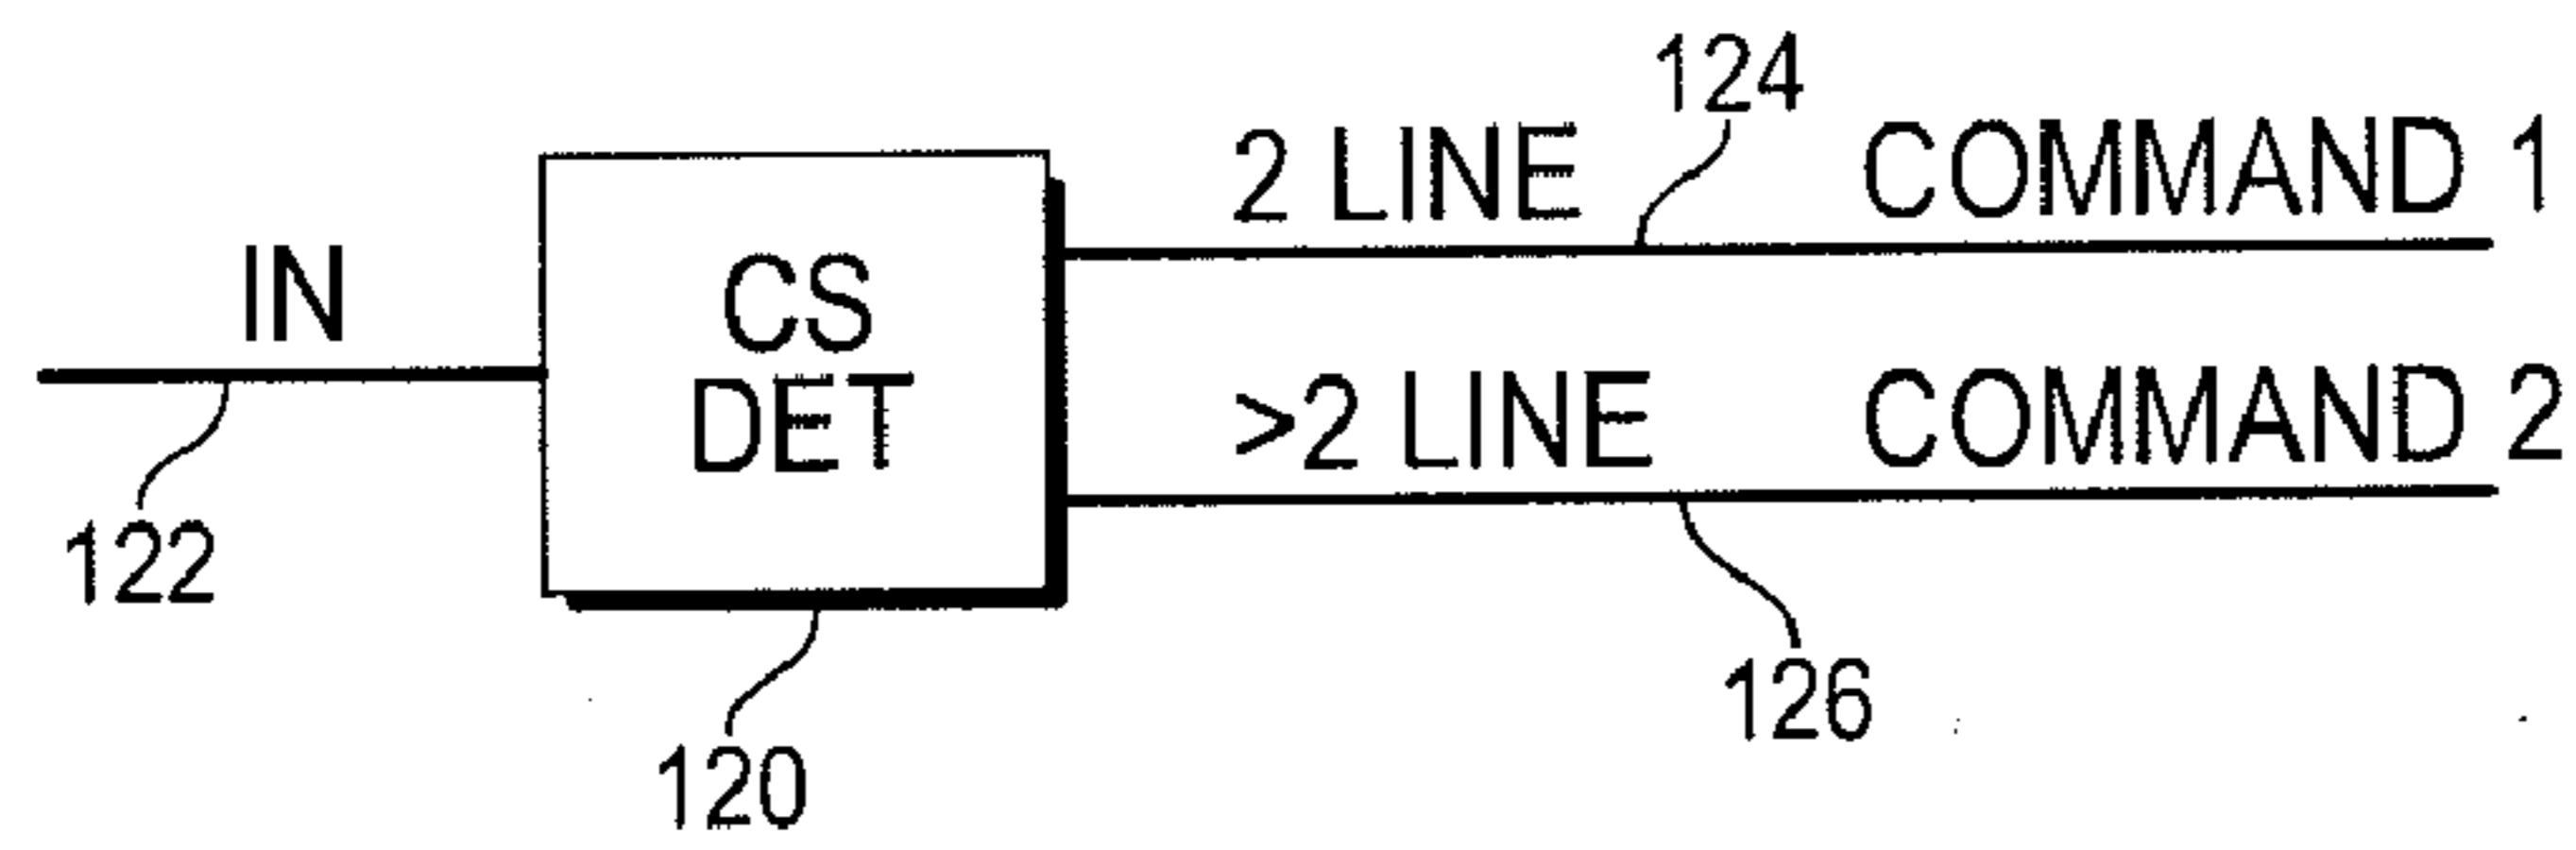 124
2 LINE COMMAND 1
IN
CS
DET
>2 LINE COMMAND 2
122
126
120